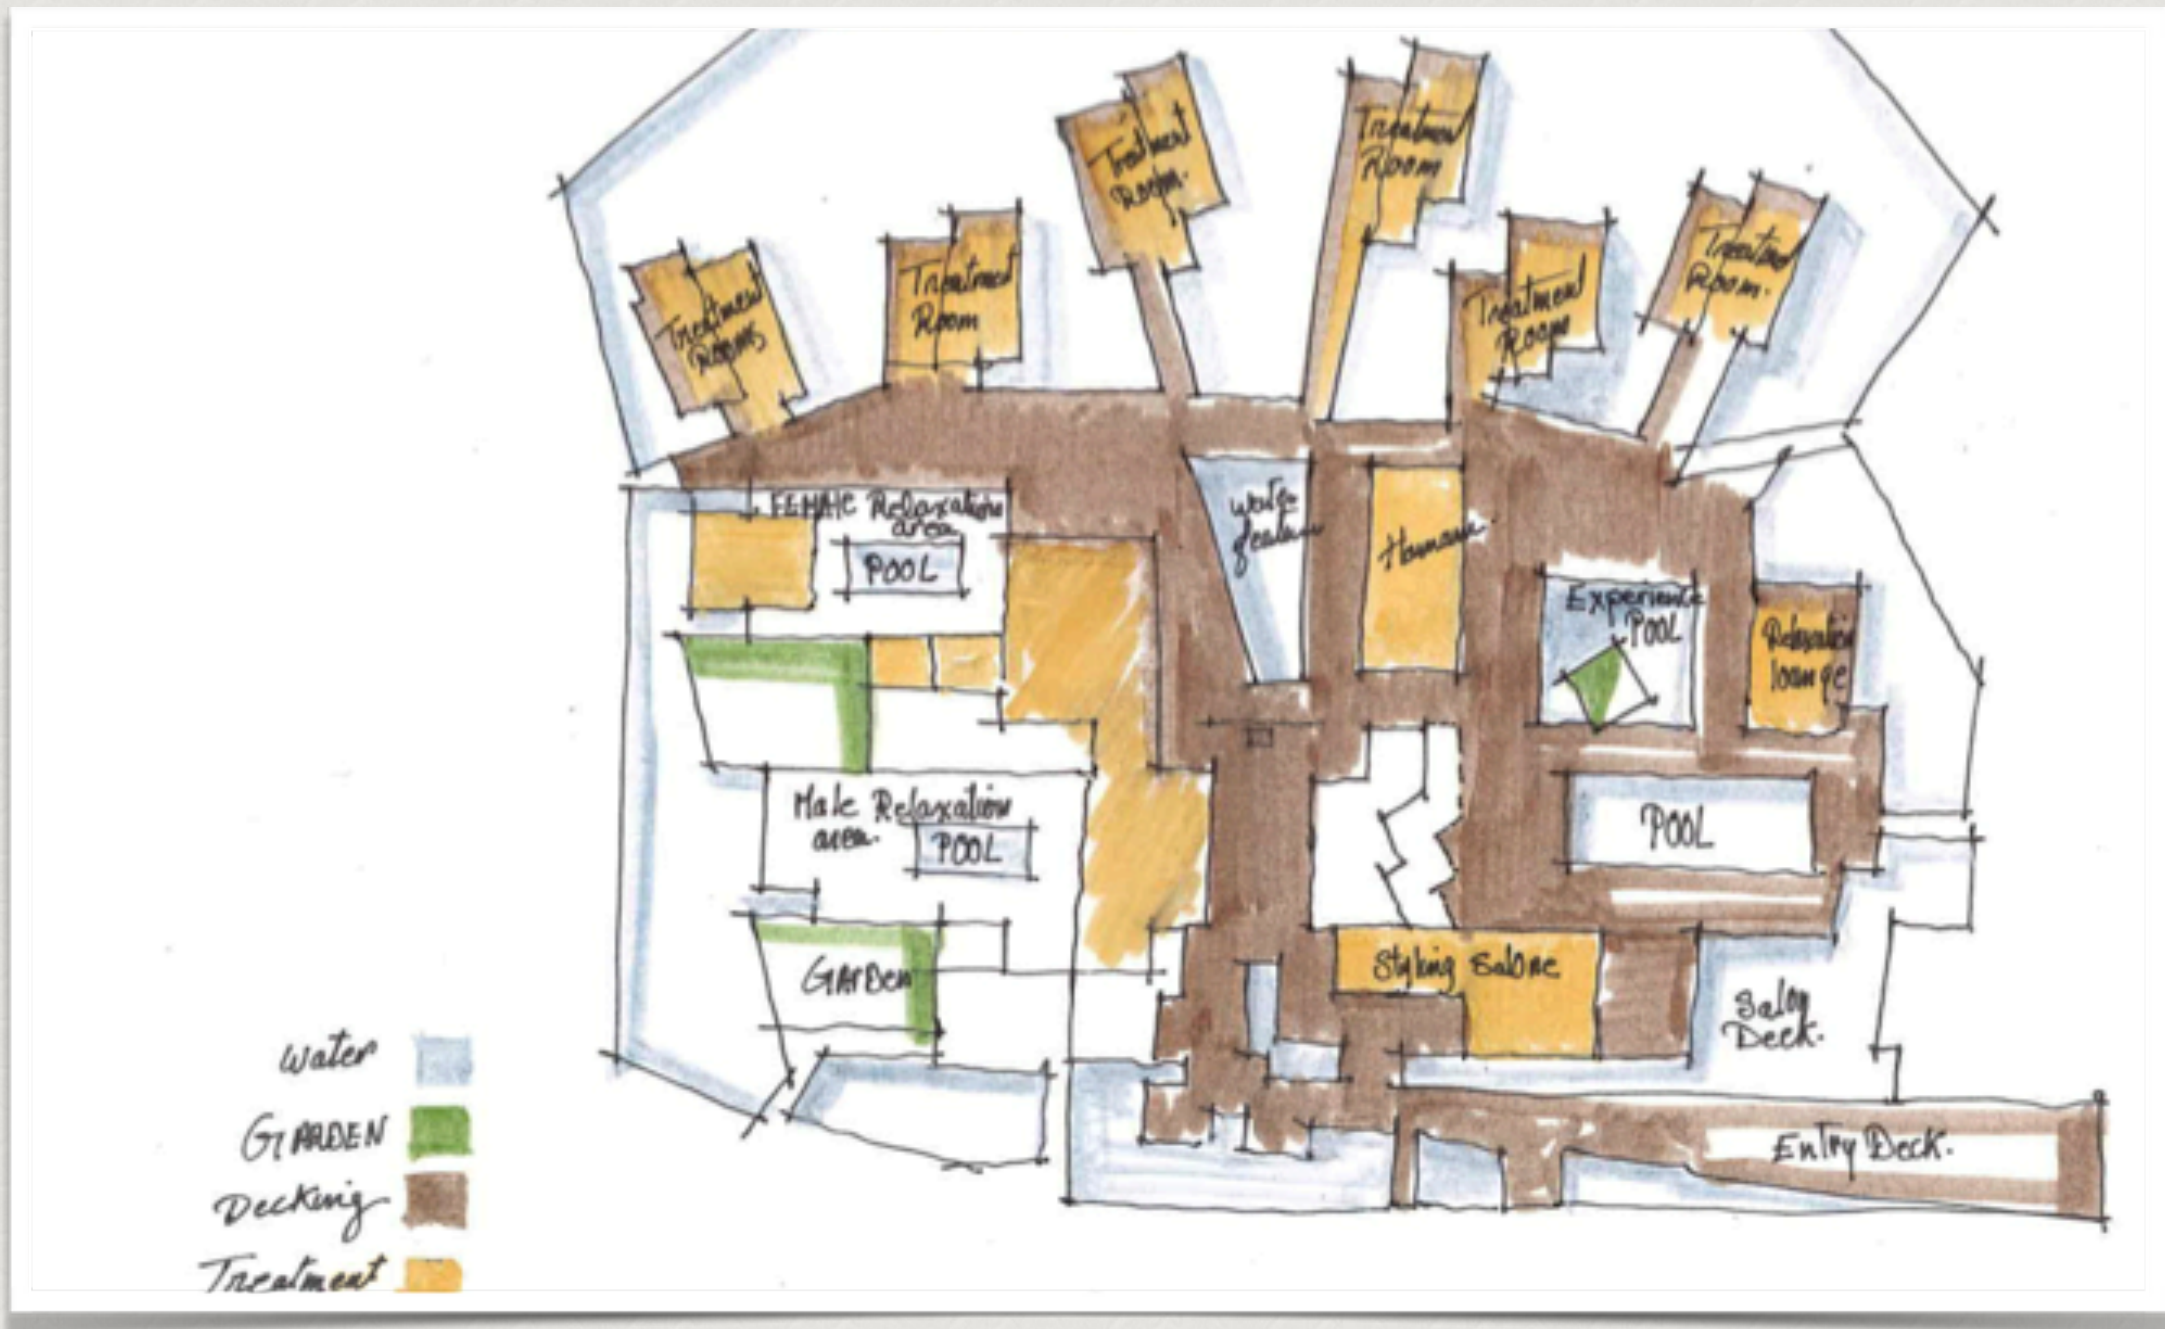 Treatment
Rooms
Treatment
Room
Treatment
Room.
Treatment
Room
Treatment
Room
Treatment
Room.
FEMALE Relaxation
area
POOL
Water
feature
Hamam
Experience
POOL
Relaxation
lounge
Male Relaxation
area.
POOL
POOL
GARDEN
Styling Salone
Salon
Deck.
Entry Deck.
Water
GARDEN
Decking
Treatment